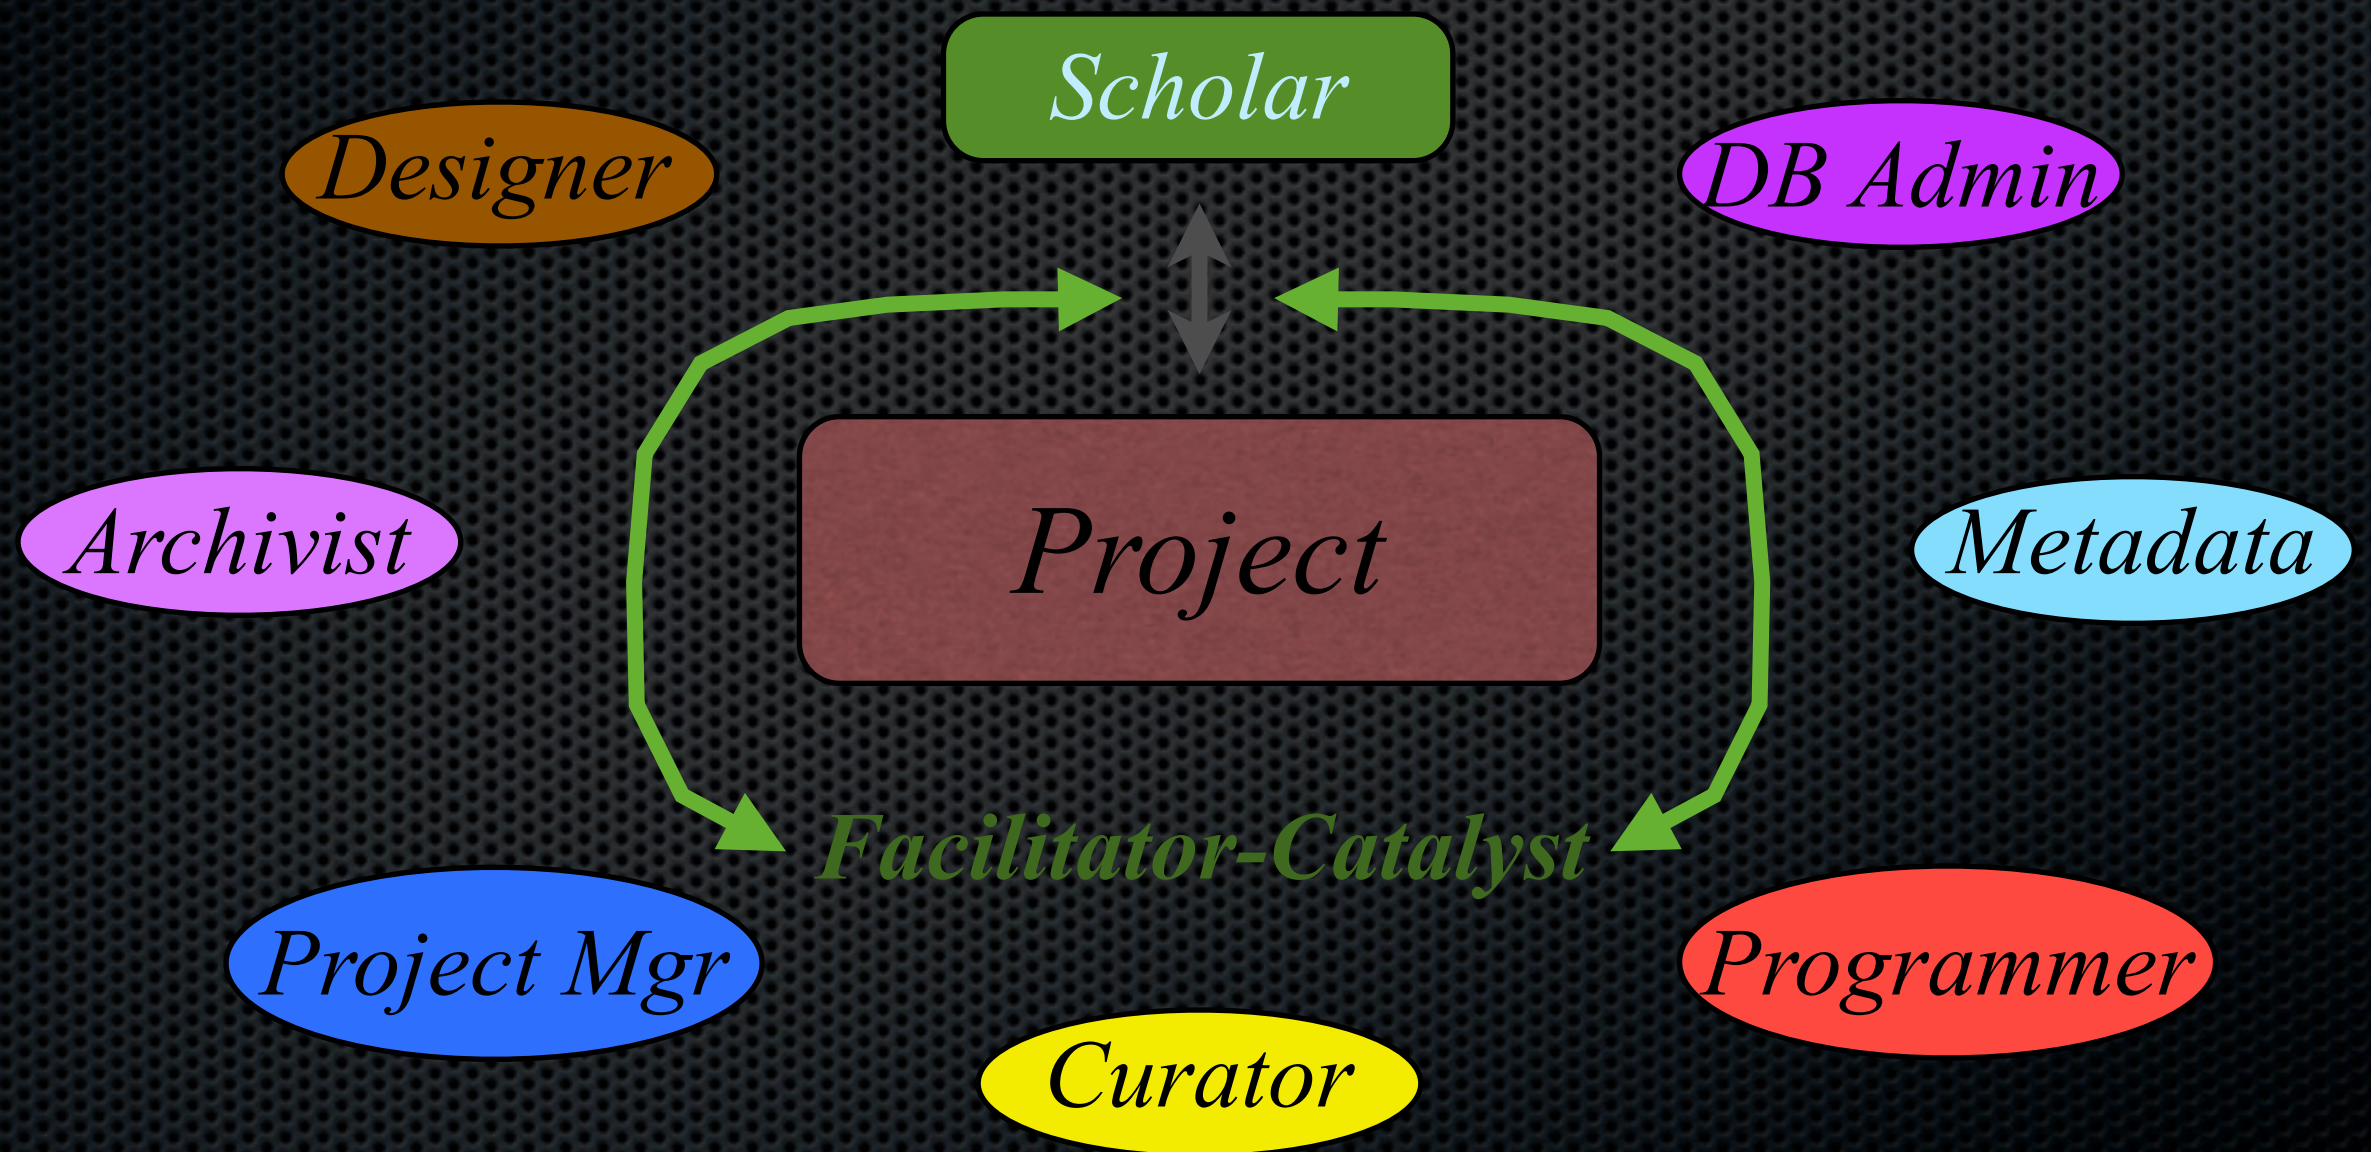 Scholar
Designer
DB Admin
Archivist
Project
Metadata
Facilitator-Catalyst
Project Mgr
Programmer
Curator